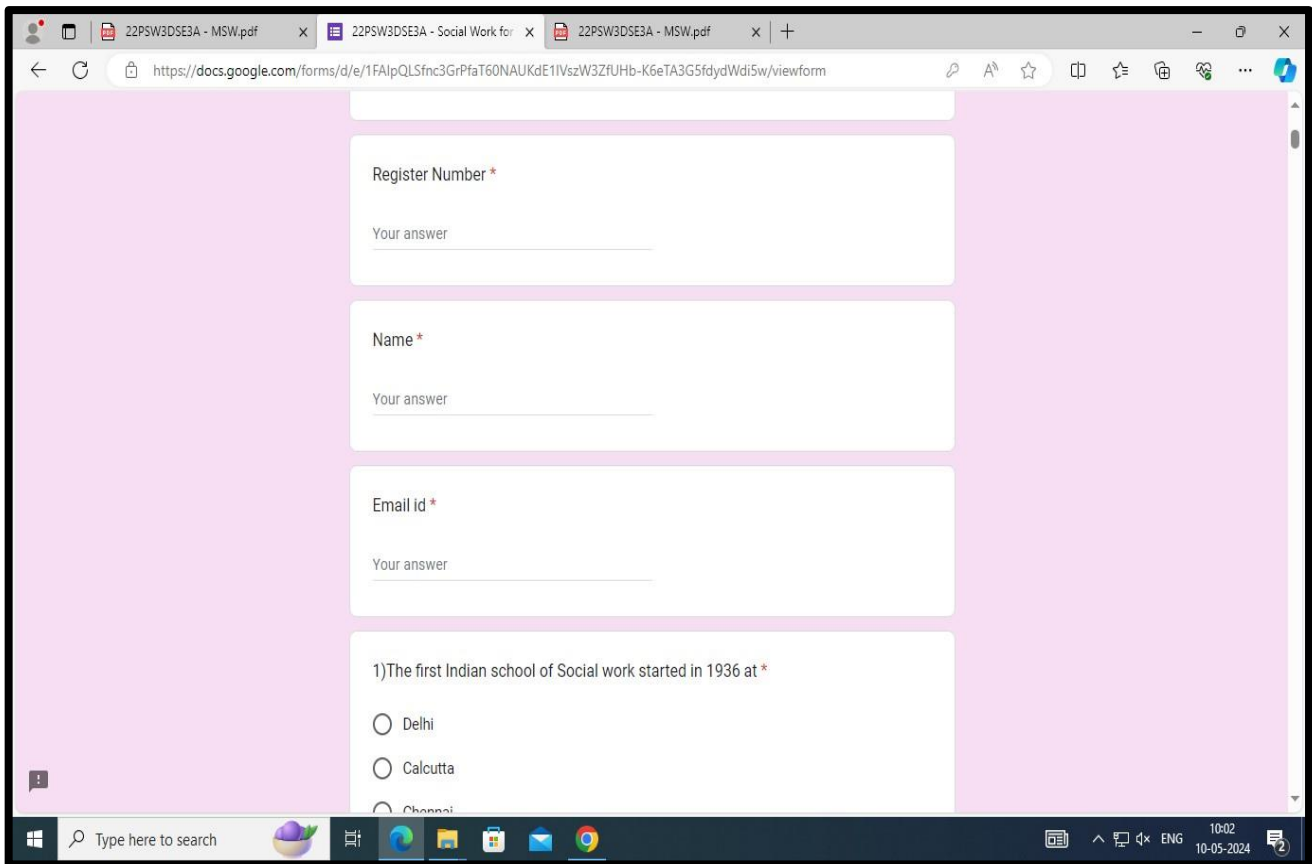 22PSW3DSE3A - MSW.pdf
22PSW3DSE3A - Social Work for
22PSW3DSE3A - MSW.pdf
https://docs.google.com/forms/d/e/1FAIpQLSfnc3GrPfaT60NAUKdE1IVszW3ZfUHb-K6eTA3G5fdydWdi5w/viewform
Register Number *
Your answer
Name *
Your answer
Email id *
Your answer
1)The first Indian school of Social work started in 1936 at *
Delhi
Calcutta
Chennai
Type here to search
ENG
10:02
10-05-2024
2